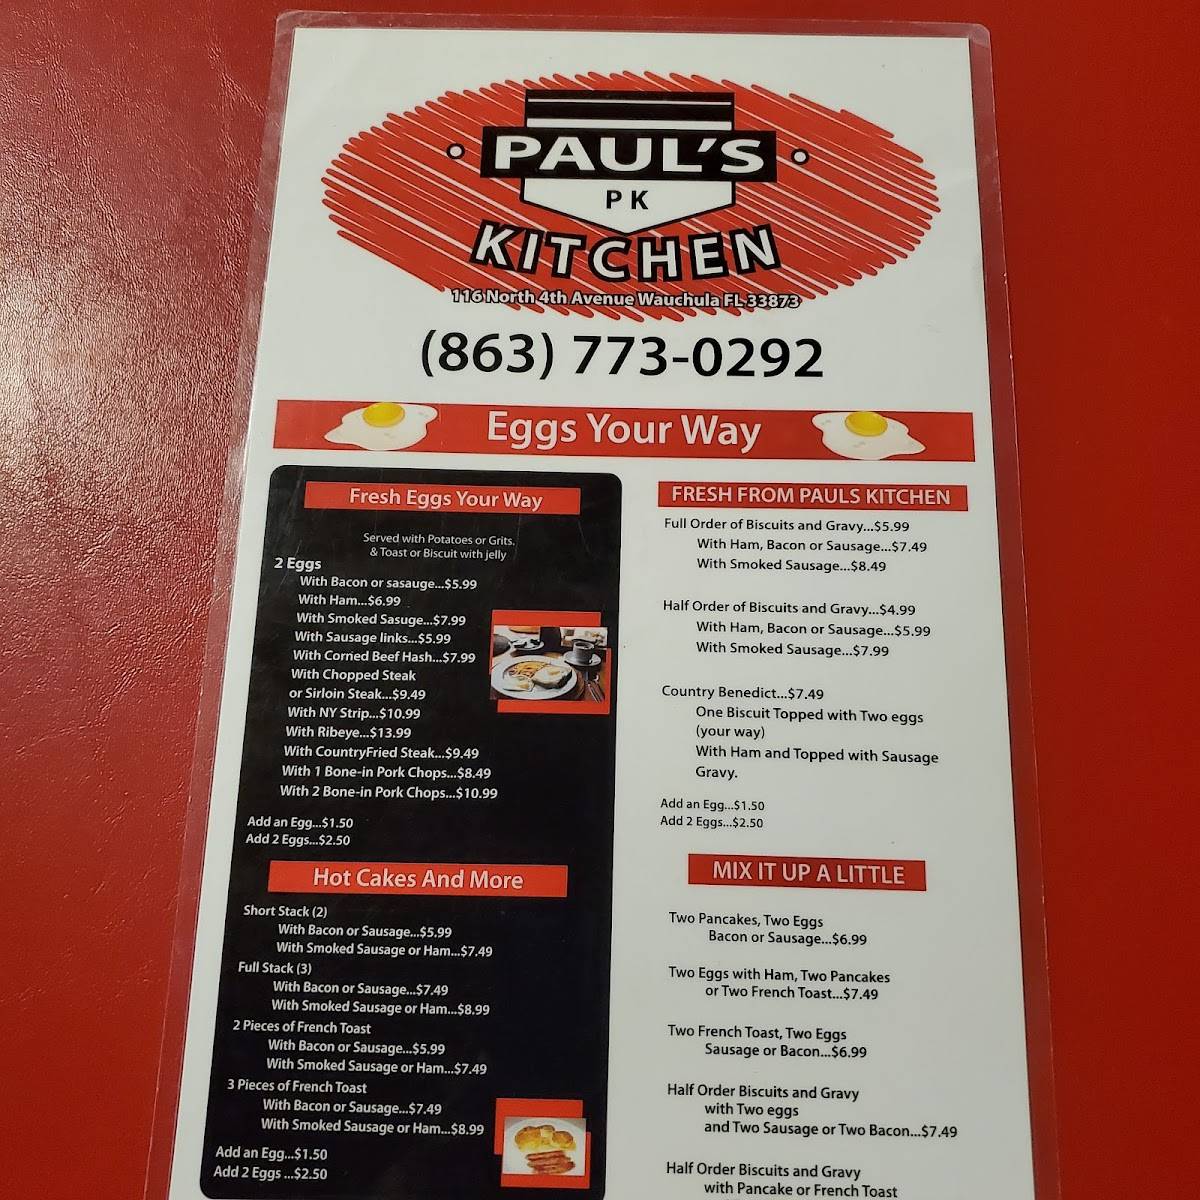 PAUL'S
PK
KITCHEN
116 North 4th Avenue Wauchula FL 33873
(863) 773-0292
Eggs Your Way
Fresh Eggs Your Way
Served with Potatoes or Grits.
& Toast or Biscuit with jelly
2 Eggs
With Bacon or sasauge...$5.99
With Ham...$6.99
With Smoked Sasuge...$7.99
With Sausage links...$5.99
With Corried Beef Hash...$7.99
With Chopped Steak
or Sirloin Steak...$9.49
With NY Strip...$10.99
With Ribeye...$13.99
With CountryFried Steak...$9.49
With 1 Bone-in Pork Chops...$8.49
With 2 Bone-in Pork Chops...$10.99
Add an Egg...$1.50
Add 2 Eggs...$2.50
Hot Cakes And More
Short Stack (2)
With Bacon or Sausage...$5.99
With Smoked Sausage or Ham...$7.49
Full Stack (3)
With Bacon or Sausage...$7.49
With Smoked Sausage or Ham...$8.99
2 Pieces of French Toast
With Bacon or Sausage...$5.99
With Smoked Sausage or Ham...$7.49
3 Pieces of French Toast
With Bacon or Sausage...$7.49
With Smoked Sausage or Ham...$8.99
Add an Egg...$1.50
Add 2 Eggs ...$2.50
FRESH FROM PAULS KITCHEN
Full Order of Biscuits and Gravy...$5.99
With Ham, Bacon or Sausage...$7.49
With Smoked Sausage...$8.49
Half Order of Biscuits and Gravy...$4.99
With Ham, Bacon or Sausage...$5.99
With Smoked Sausage...$7.99
Country Benedict...$7.49
One Biscuit Topped with Two eggs
(your way)
With Ham and Topped with Sausage
Gravy.
Add an Egg...$1.50
Add 2 Eggs...$2.50
MIX IT UP A LITTLE
Two Pancakes, Two Eggs
Bacon or Sausage...$6.99
Two Eggs with Ham, Two Pancakes
or Two French Toast...$7.49
Two French Toast, Two Eggs
Sausage or Bacon...$6.99
Half Order Biscuits and Gravy
with Two eggs
and Two Sausage or Two Bacon...$7.49
Half Order Biscuits and Gravy
with Pancake or French Toast